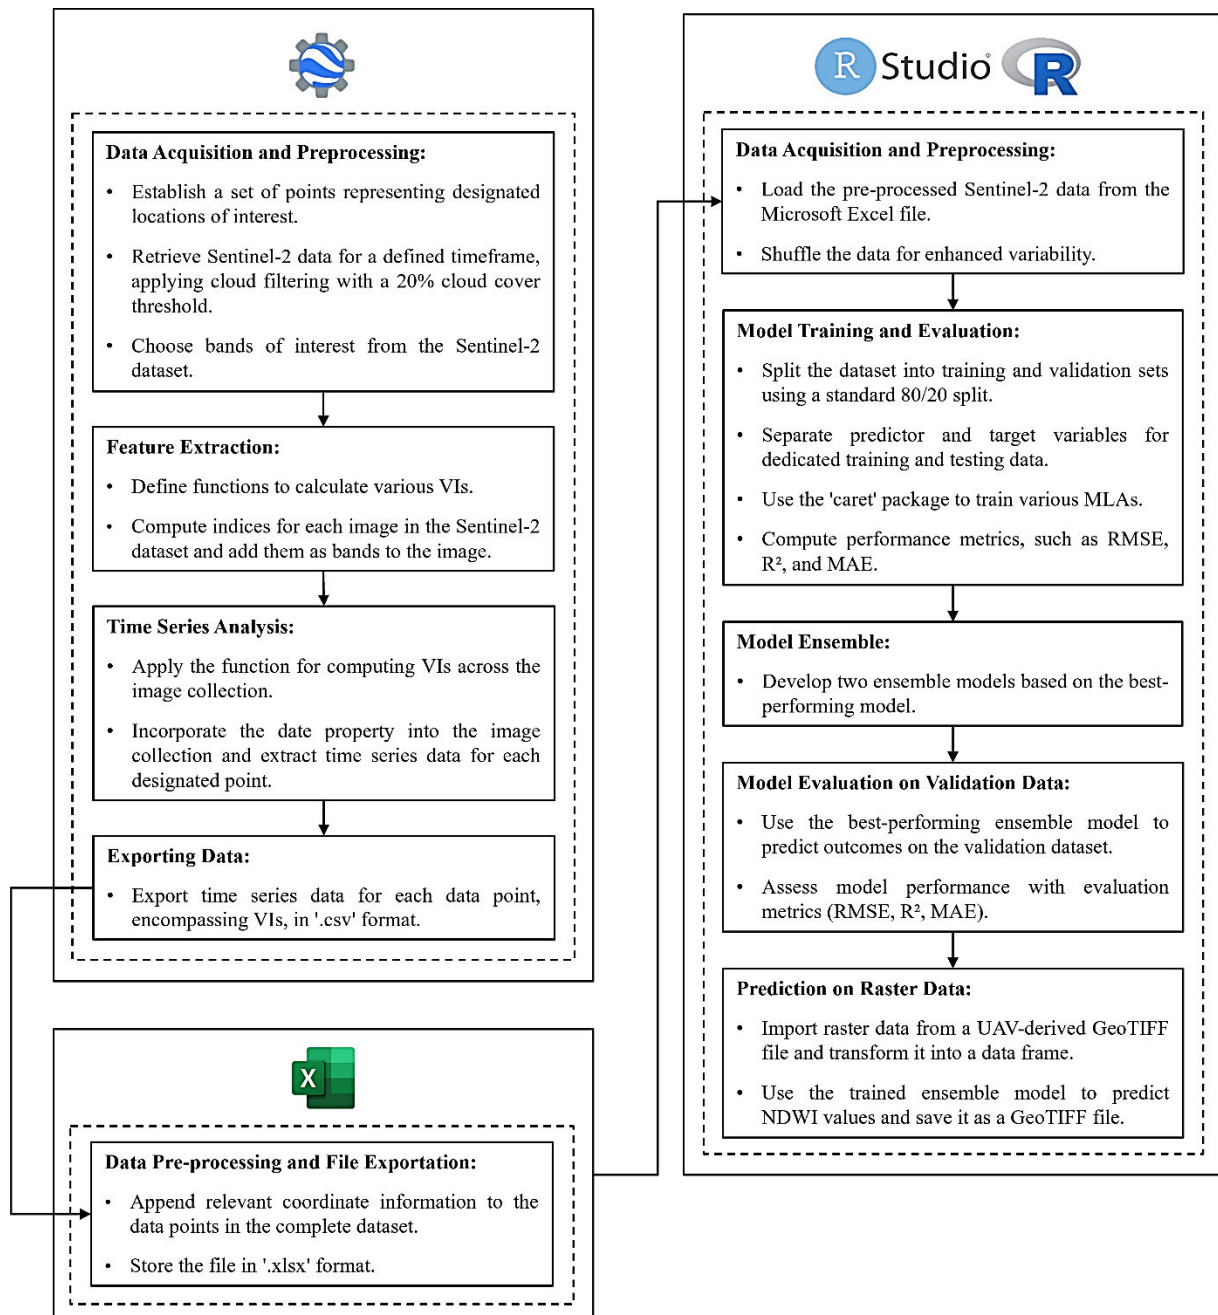 Data Acquisition and Preprocessing:
• Establish a set of points representing designated
locations of interest.
• Retrieve Sentinel-2 data for a defined timeframe,
applying cloud filtering with a 20% cloud cover
threshold.
• Choose bands of interest from the Sentinel-2
dataset.
Feature Extraction:
• Define functions to calculate various VIs.
• Compute indices for each image in the Sentinel-2
dataset and add them as bands to the image.
Time Series Analysis:
• Apply the function for computing VIs across the
image collection.
• Incorporate the date property into the image
collection and extract time series data for each
designated point.
Exporting Data:
• Export time series data for each data point,
encompassing VIs, in '.csv' format.
X
Data Pre-processing and File Exportation:
• Append relevant coordinate information to the
data points in the complete dataset.
• Store the file in '.xlsx' format.
R Studio® R
Data Acquisition and Preprocessing:
• Load the pre-processed Sentinel-2 data from the
Microsoft Excel file.
• Shuffle the data for enhanced variability.
Model Training and Evaluation:
• Split the dataset into training and validation sets
using a standard 80/20 split.
• Separate predictor and target variables for
dedicated training and testing data.
• Use the 'caret' package to train various MLAs.
• Compute performance metrics, such as RMSE,
R², and MAE.
Model Ensemble:
• Develop two ensemble models based on the best-
performing model.
Model Evaluation on Validation Data:
• Use the best-performing ensemble model to
predict outcomes on the validation dataset.
• Assess model performance with evaluation
metrics (RMSE, R², MAE).
Prediction on Raster Data:
• Import raster data from a UAV-derived GeoTIFF
file and transform it into a data frame.
• Use the trained ensemble model to predict
NDWI values and save it as a GeoTIFF file.